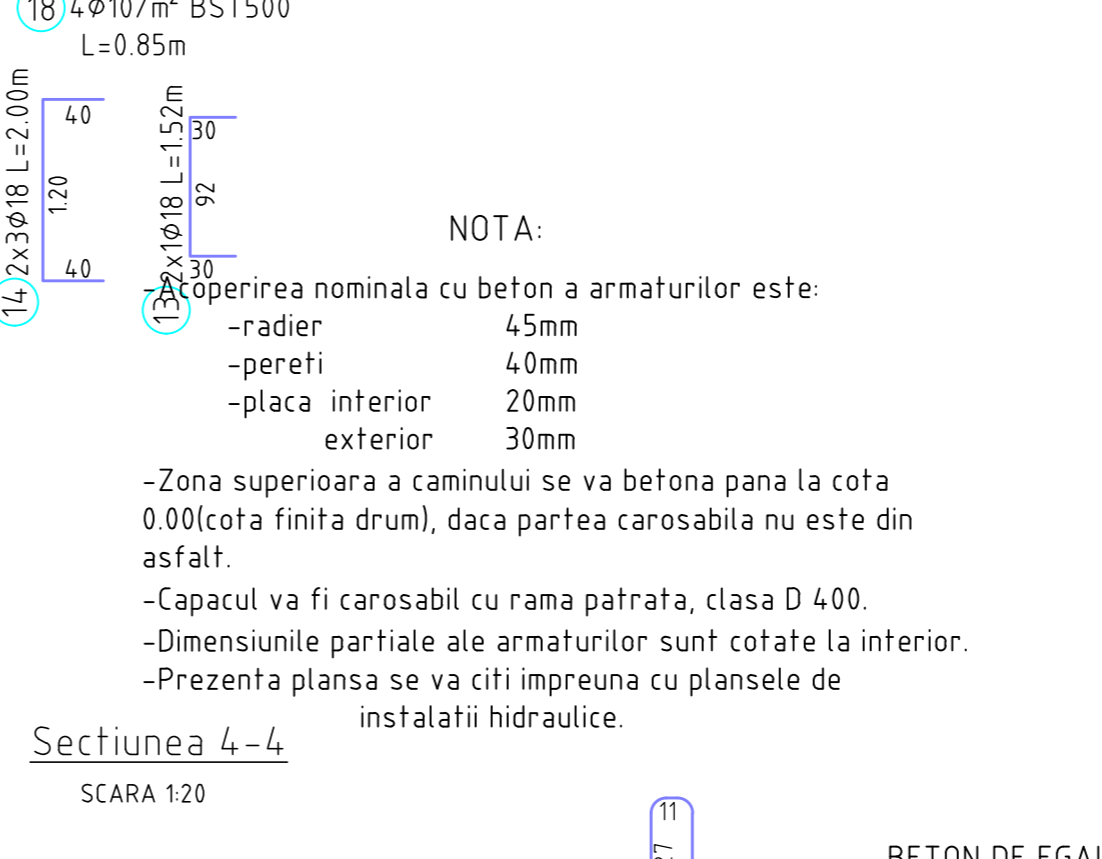 18 4Φ10/m² BST500
L=0.85m
14 2x3Φ18 L=2.00m
40
1.20
40
13 2x1Φ18 L=1.52m
30
92
30
NOTA:
-Acoperirea nominala cu beton a armaturilor este:
-radier 45mm
-pereti 40mm
-placa interior 20mm
exterior 30mm
-Zona superioara a caminului se va betona pana la cota
0.00(cota finita drum), daca partea carosabila nu este din
asfalt.
-Capacul va fi carosabil cu rama patrata, clasa D 400.
-Dimensiunile partiale ale armaturilor sunt cotate la interior.
-Prezenta plansa se va citi impreuna cu plansele de
instalatii hidraulice.
Sectiunea 4-4
SCARA 1:20
11
BETON DE